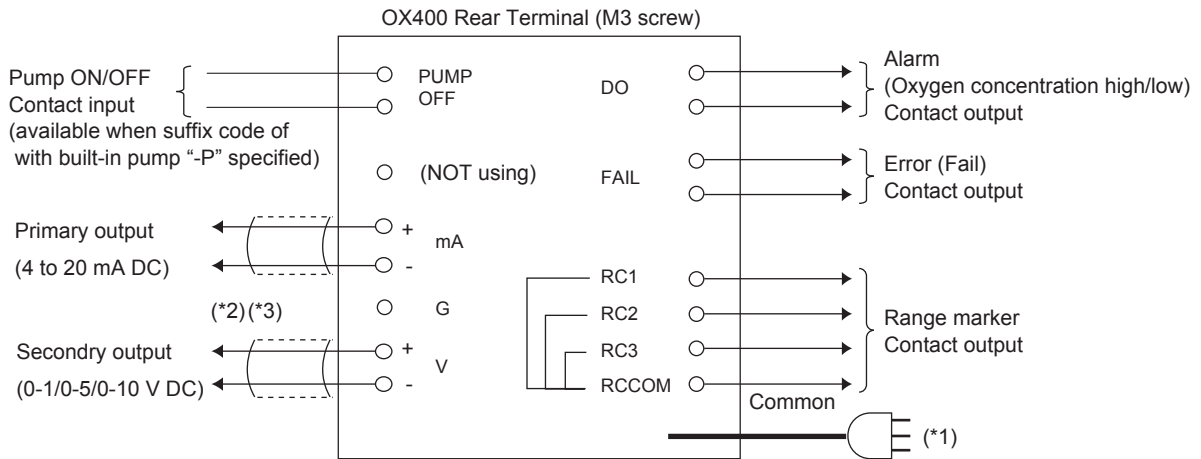 OX400 Rear Terminal (M3 screw)
Pump ON/OFF
Contact input
(available when suffix code of
with built-in pump “-P” specified)
PUMP
OFF
(NOT using)
Primary output
(4 to 20 mA DC)
+
mA
-
(*2)(*3)
G
Secondry output
(0-1/0-5/0-10 V DC)
+
V
-
DO
Alarm
(Oxygen concentration high/low)
Contact output
FAIL
Error (Fail)
Contact output
RC1
RC2
RC3
RCCOM
Range marker
Contact output
Common
(*1)